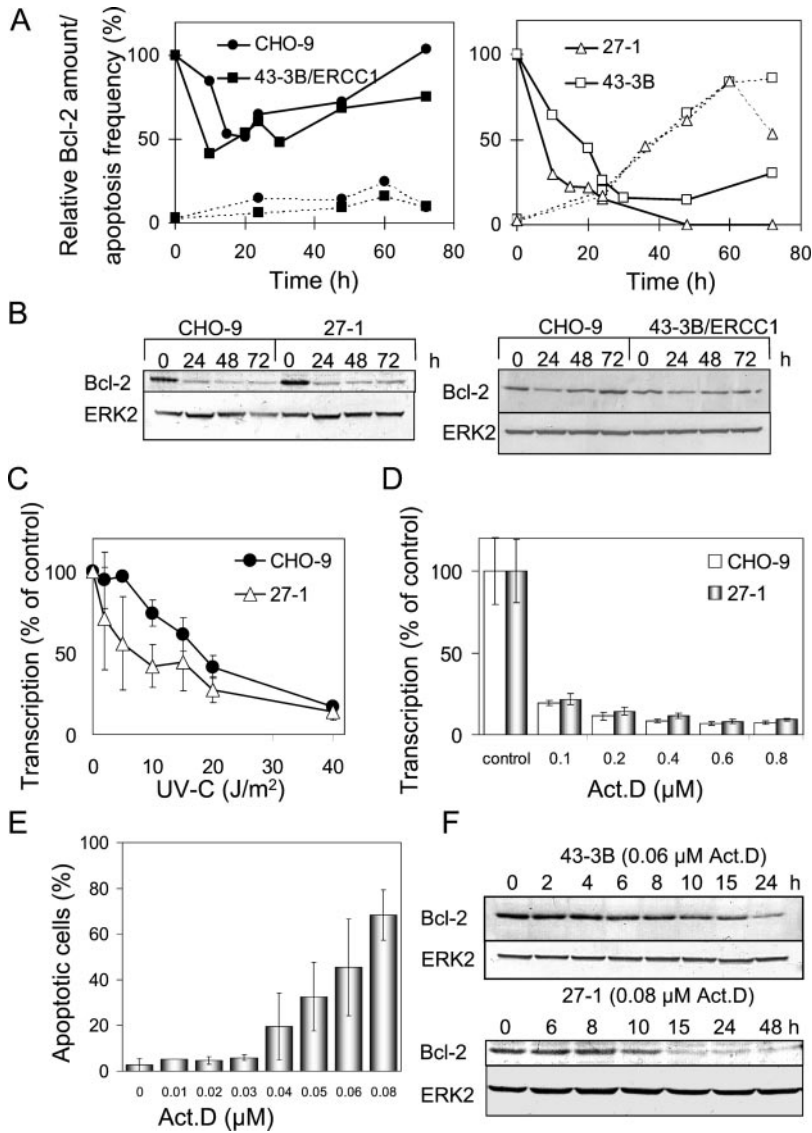 A
Relative Bcl-2 amount/
apoptosis frequency (%)
100
50
0
CHO-9
43-3B/ERCC1
0 20 40 60 80
Time (h)
100
50
0
27-1
43-3B
0 20 40 60 80
Time (h)
B
CHO-9 27-1
0 24 48 72 0 24 48 72 h
Bcl-2
ERK2
CHO-9 43-3B/ERCC1
0 24 48 72 0 24 48 72 h
Bcl-2
ERK2
C
Transcription (% of control)
100
50
0
CHO-9
27-1
0 10 20 30 40
UV-C (J/m²)
D
Transcription (% of control)
100
50
0
CHO-9
27-1
control 0.1 0.2 0.4 0.6 0.8
Act.D (µM)
E
Apoptotic cells (%)
100
80
60
40
20
0
0 0.01 0.02 0.03 0.04 0.05 0.06 0.08
Act.D (µM)
F
43-3B (0.06 µM Act.D)
0 2 4 6 8 10 15 24 h
Bcl-2
ERK2
27-1 (0.08 µM Act.D)
0 6 8 10 15 24 48 h
Bcl-2
ERK2